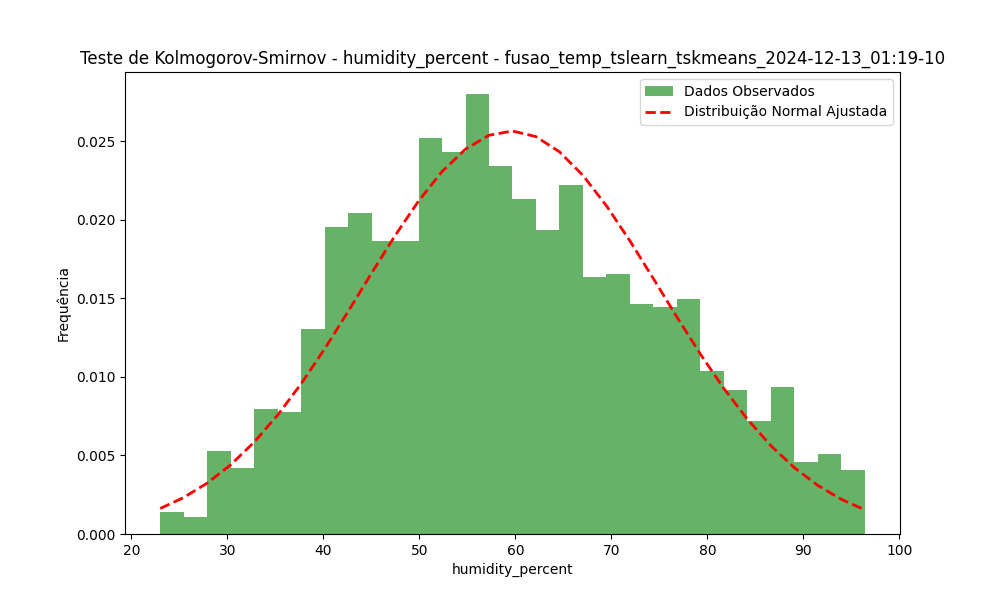 Teste de Kolmogorov-Smirnov - humidity_percent - fusao_temp_tslearn_tskmeans_2024-12-13_01:19-10
Dados Observados
Distribuição Normal Ajustada
Frequência
0.025
0.020
0.015
0.010
0.005
0.000
20 30 40 50 60 70 80 90 100
humidity_percent